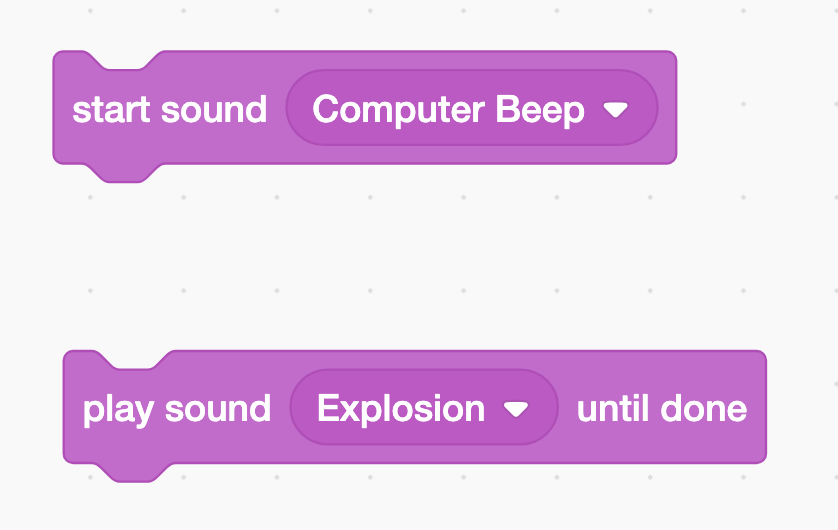 start sound Computer Beep
play sound Explosion until done